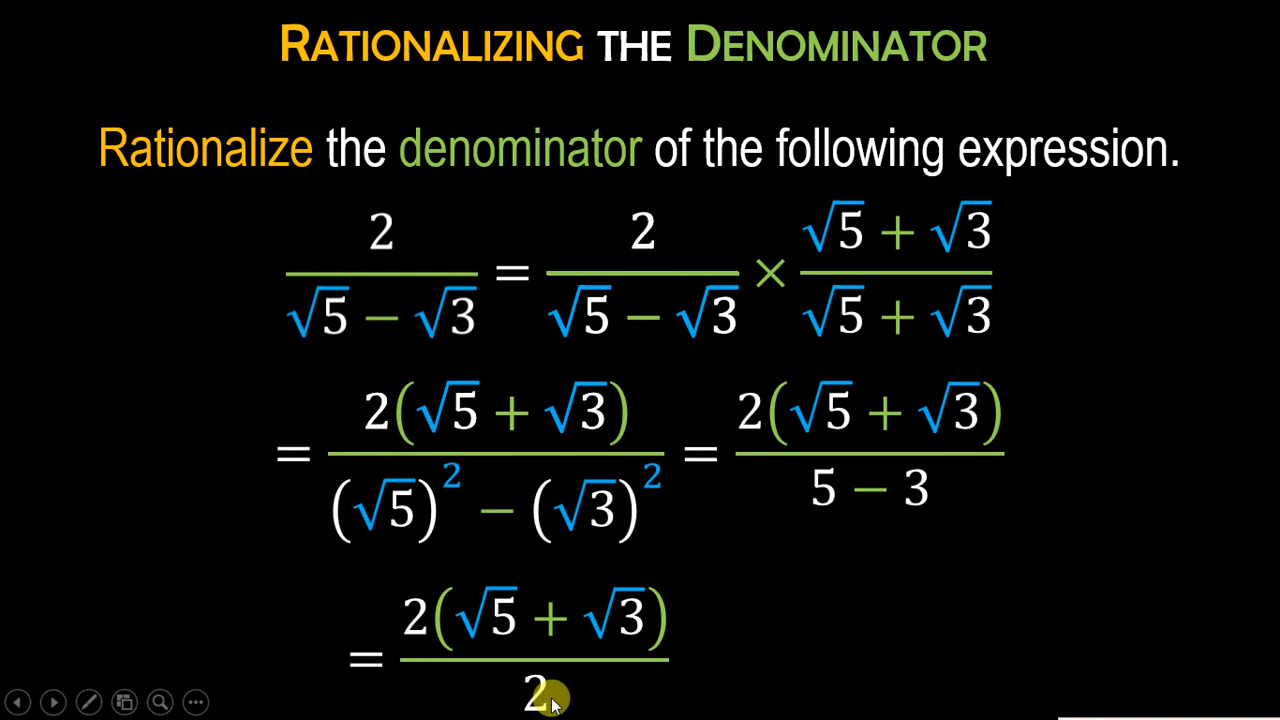 RATIONALIZING THE DENOMINATOR
Rationalize the denominator of the following expression.
2/(√5 − √3) = 2/(√5 − √3) × (√5 + √3)/(√5 + √3)
= 2(√5 + √3)/((√5)² − (√3)²) = 2(√5 + √3)/(5 − 3)
= 2(√5 + √3)/2